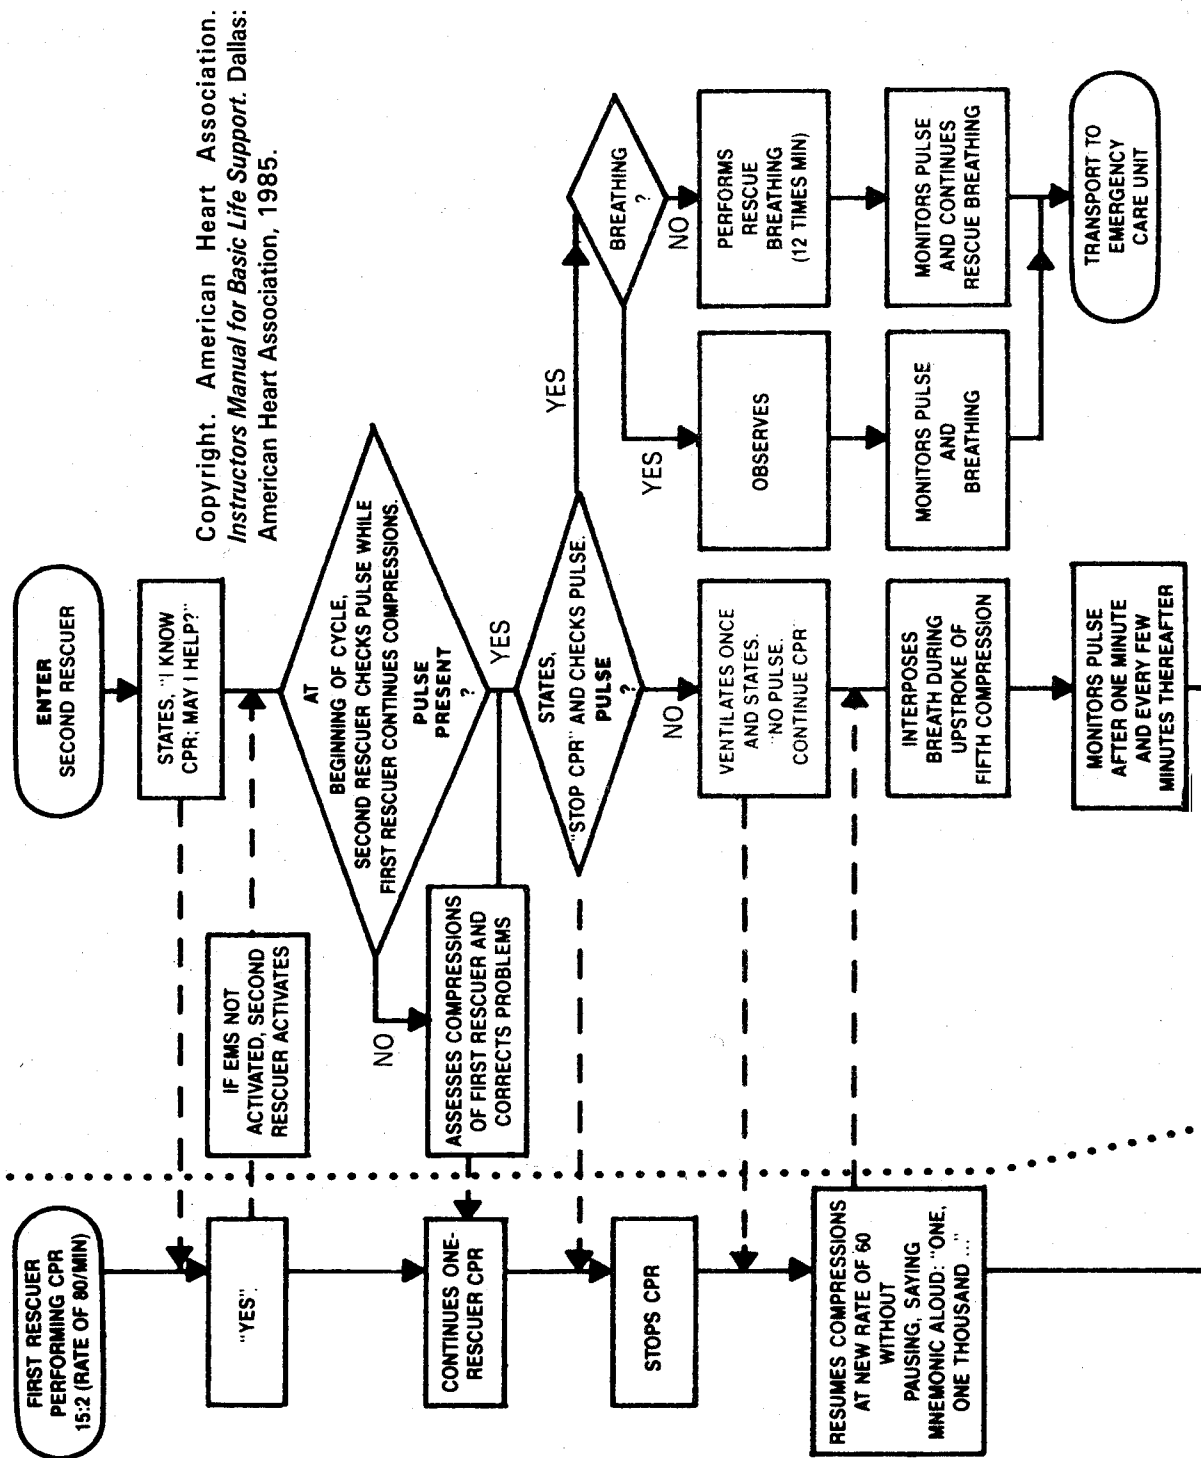 FIRST RESCUER
PERFORMING CPR
15:2 (RATE OF 80/MIN)
"YES"
CONTINUES ONE-
RESCUER CPR
STOPS CPR
RESUMES COMPRESSIONS
AT NEW RATE OF 60
WITHOUT
PAUSING, SAYING
MNEMONIC ALOUD: "ONE,
ONE THOUSAND ..."
IF EMS NOT
ACTIVATED, SECOND
RESCUER ACTIVATES
NO
ASSESSES COMPRESSIONS
OF FIRST RESCUER AND
CORRECTS PROBLEMS
ENTER
SECOND RESCUER
STATES, "I KNOW
CPR; MAY I HELP?"
AT
BEGINNING OF CYCLE,
SECOND RESCUER CHECKS PULSE WHILE
FIRST RESCUER CONTINUES COMPRESSIONS.
PULSE
PRESENT
?
YES
STATES,
"STOP CPR" AND CHECKS PULSE.
PULSE
?
NO
VENTILATES ONCE
AND STATES.
"NO PULSE.
CONTINUE CPR
INTERPOSES
BREATH DURING
UPSTROKE OF
FIFTH COMPRESSION
MONITORS PULSE
AFTER ONE MINUTE
AND EVERY FEW
MINUTES THEREAFTER
Copyright. American Heart Association.
Instructors Manual for Basic Life Support. Dallas:
American Heart Association, 1985.
YES
BREATHING
?
YES
NO
OBSERVES
MONITORS PULSE
AND
BREATHING
PERFORMS
RESCUE
BREATHING
(12 TIMES MIN)
MONITORS PULSE
AND CONTINUES
RESCUE BREATHING
TRANSPORT TO
EMERGENCY
CARE UNIT